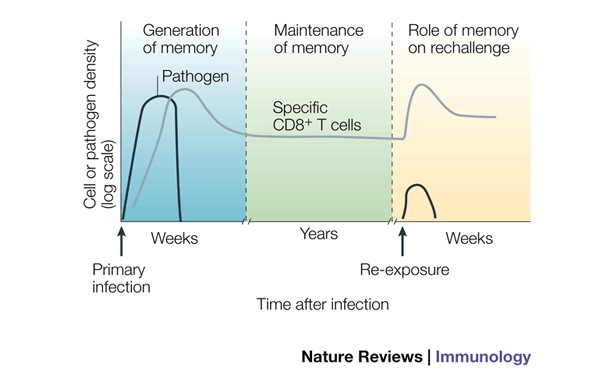 Generation
of memory
Maintenance
of memory
Role of memory
on rechallenge
Pathogen
Specific
CD8⁺ T cells
Cell or pathogen density
(log scale)
Weeks
Years
Weeks
Primary
infection
Re-exposure
Time after infection
Nature Reviews | Immunology